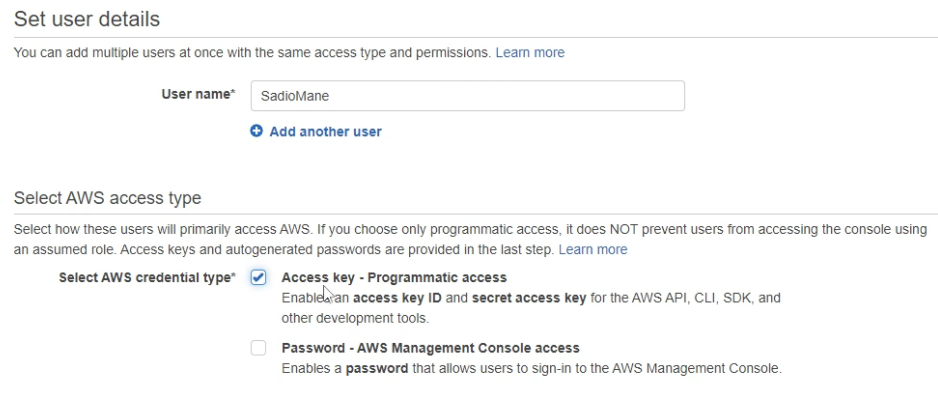 Set user details
You can add multiple users at once with the same access type and permissions. Learn more
User name* SadioMane
Add another user
Select AWS access type
Select how these users will primarily access AWS. If you choose only programmatic access, it does NOT prevent users from accessing the console using
an assumed role. Access keys and autogenerated passwords are provided in the last step. Learn more
Select AWS credential type* Access key - Programmatic access
Enables an access key ID and secret access key for the AWS API, CLI, SDK, and
other development tools.
Password - AWS Management Console access
Enables a password that allows users to sign-in to the AWS Management Console.